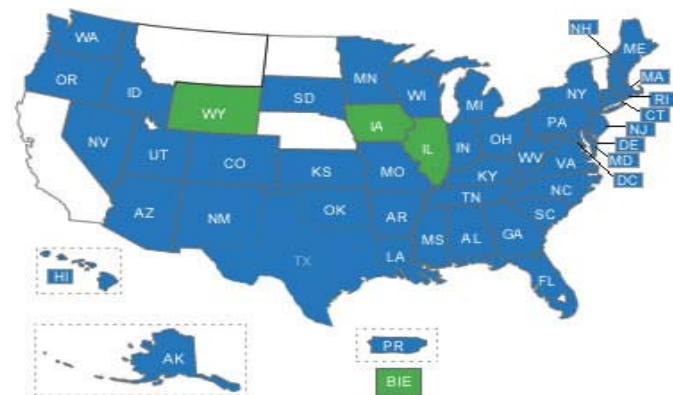 WA
NH
ME
MN
MA
OR
ID
SD
WI
MI
NY
RI
WY
CT
IA
PA
NJ
NV
IL
IN
OH
DE
UT
CO
WV
VA
MD
KS
MO
KY
DC
NC
TN
AZ
NM
OK
AR
SC
MS
AL
GA
TX
LA
HI
FL
AK
PR
BIE